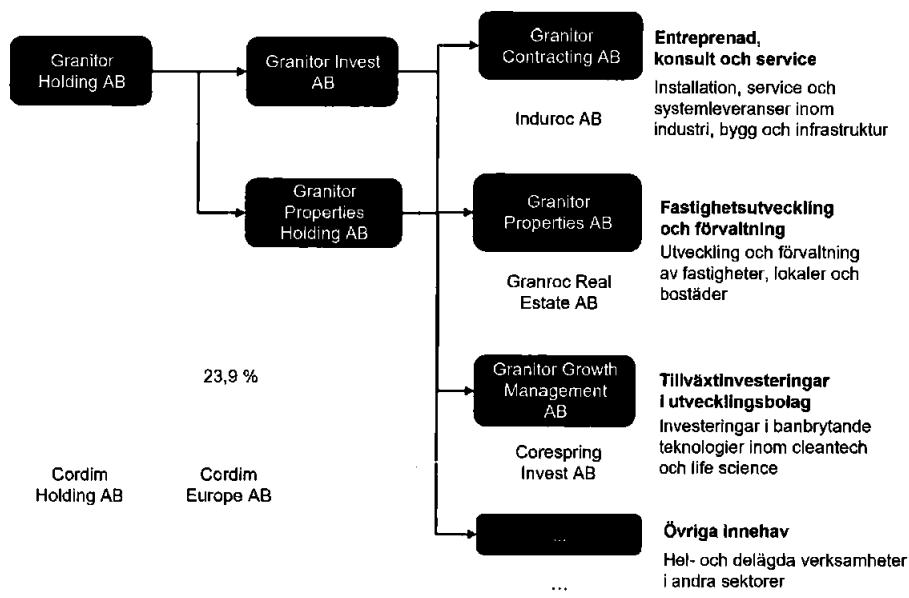 Granitor
Holding AB
Granitor Invest
AB
Granitor
Properties
Holding AB
Granitor
Contracting AB
Induroc AB
Entreprenad,
konsult och service
Installation, service och
systemleveranser inom
industri, bygg och infrastruktur
Granitor
Properties AB
Granroc Real
Estate AB
Fastighetsutveckling
och förvaltning
Utveckling och förvaltning
av fastigheter, lokaler och
bostäder
23,9 %
Cordim
Holding AB
Cordim
Europe AB
Granitor Growth
Management
AB
Corespring
Invest AB
Tillväxtinvesteringar
i utvecklingsbolag
Investeringar i banbrytande
teknologier inom cleantech
och life science
...
...
Övriga innehav
Hel- och delägda verksamheter
i andra sektorer